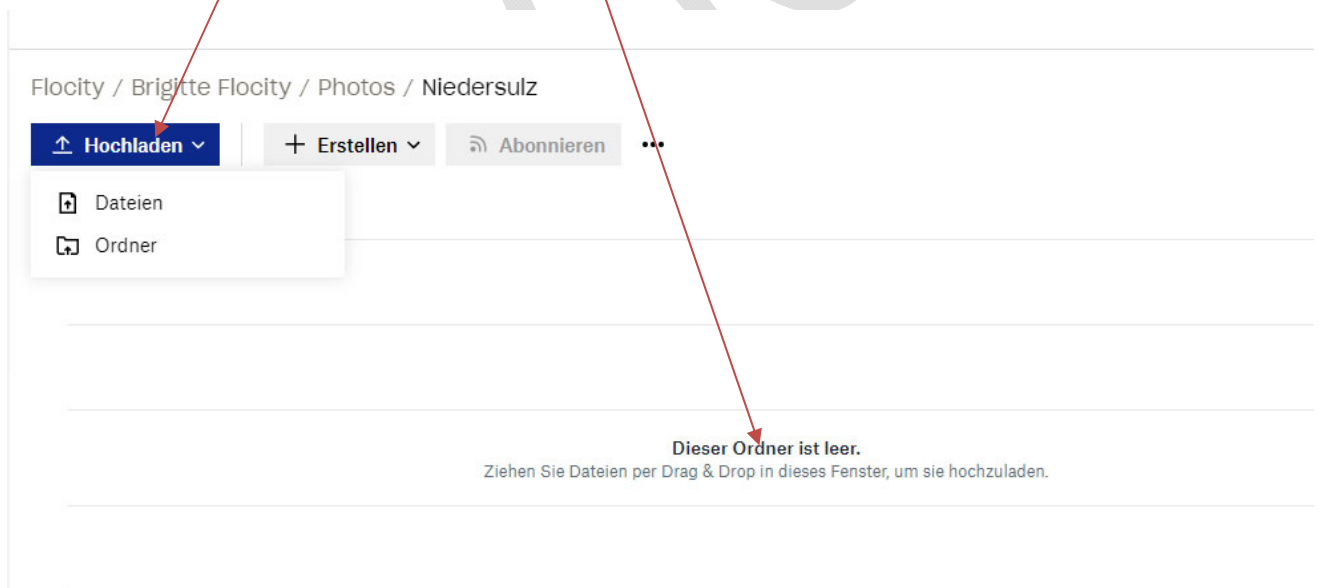 Flocity / Brigitte Flocity / Photos / Niedersulz
Hochladen
Erstellen
Abonnieren
Dateien
Ordner
Dieser Ordner ist leer.
Ziehen Sie Dateien per Drag & Drop in dieses Fenster, um sie hochzuladen.